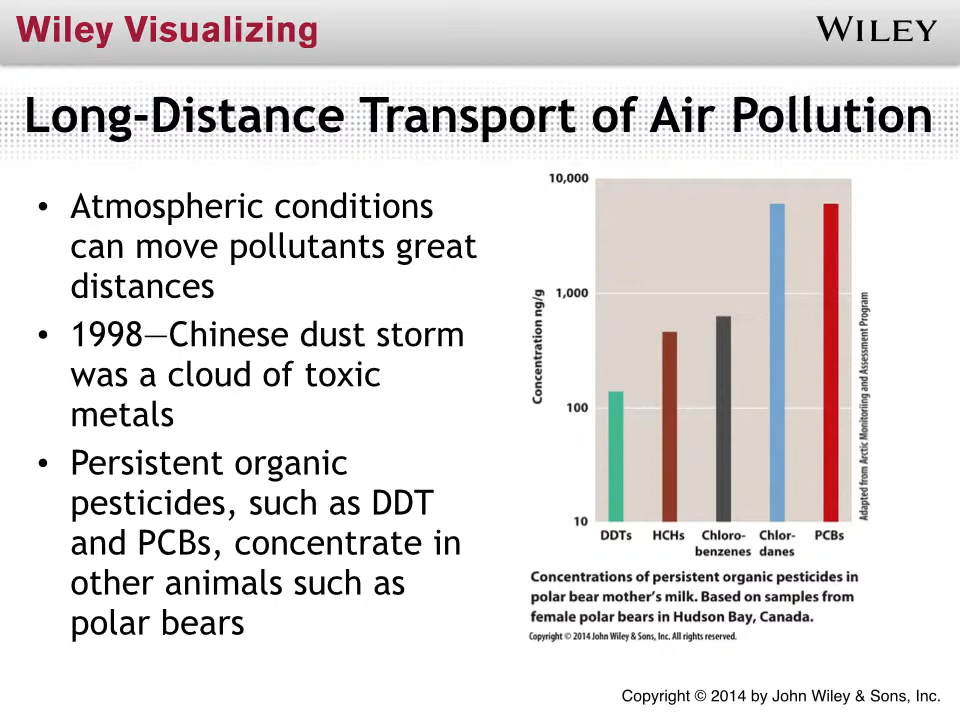 Wiley Visualizing
WILEY
Long-Distance Transport of Air Pollution
• Atmospheric conditions
can move pollutants great
distances
• 1998—Chinese dust storm
was a cloud of toxic
metals
• Persistent organic
pesticides, such as DDT
and PCBs, concentrate in
other animals such as
polar bears
10,000
1,000
100
10
Concentration ng/g
DDTs HCHs Chloro- Chlor- PCBs
benzenes danes
Adapted from Arctic Monitoriing and Assessment Program
Concentrations of persistent organic pesticides in
polar bear mother's milk. Based on samples from
female polar bears in Hudson Bay, Canada.
Copyright © 2014 John Wiley & Sons, Inc. All rights reserved.
Copyright © 2014 by John Wiley & Sons, Inc.